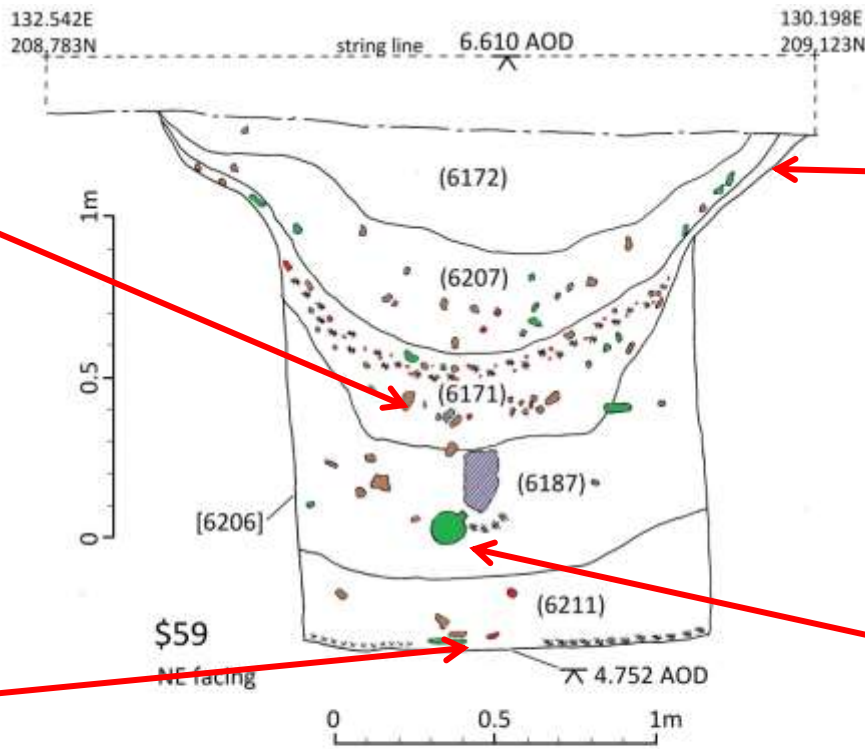 132.542E
208.783N
string line 6.610 AOD
130.198E
209,123N
(6172)
1m
(6207)
0.5
(6171)
(6187)
[6206]
0
(6211)
$59
NE facing
4.752 AOD
0 0.5 1m